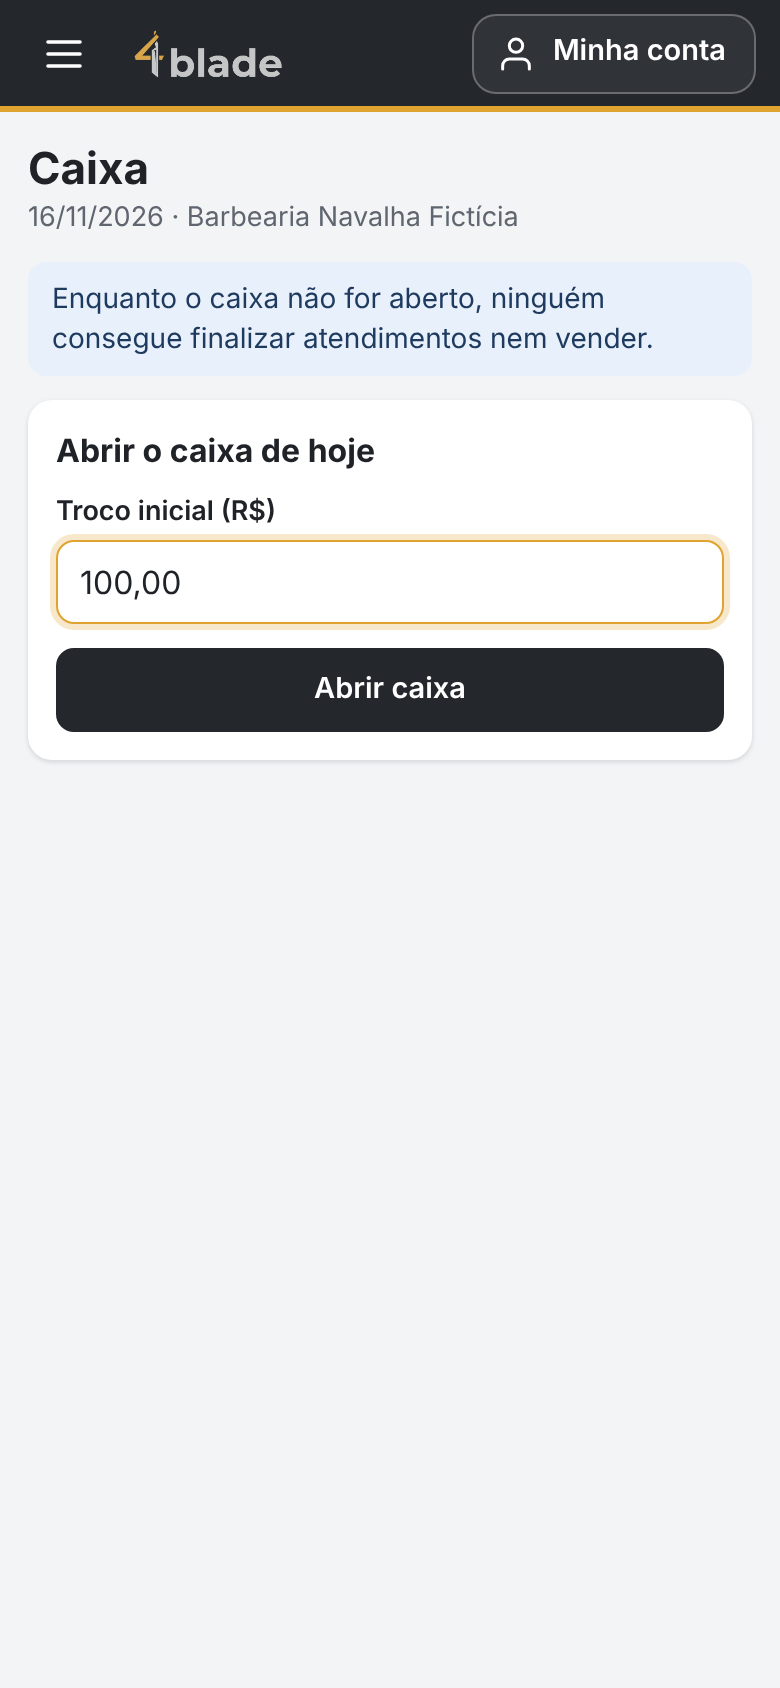 4blade
Minha conta
Caixa
16/11/2026 · Barbearia Navalha Fictícia
Enquanto o caixa não for aberto, ninguém
consegue finalizar atendimentos nem vender.
Abrir o caixa de hoje
Troco inicial (R$)
100,00
Abrir caixa